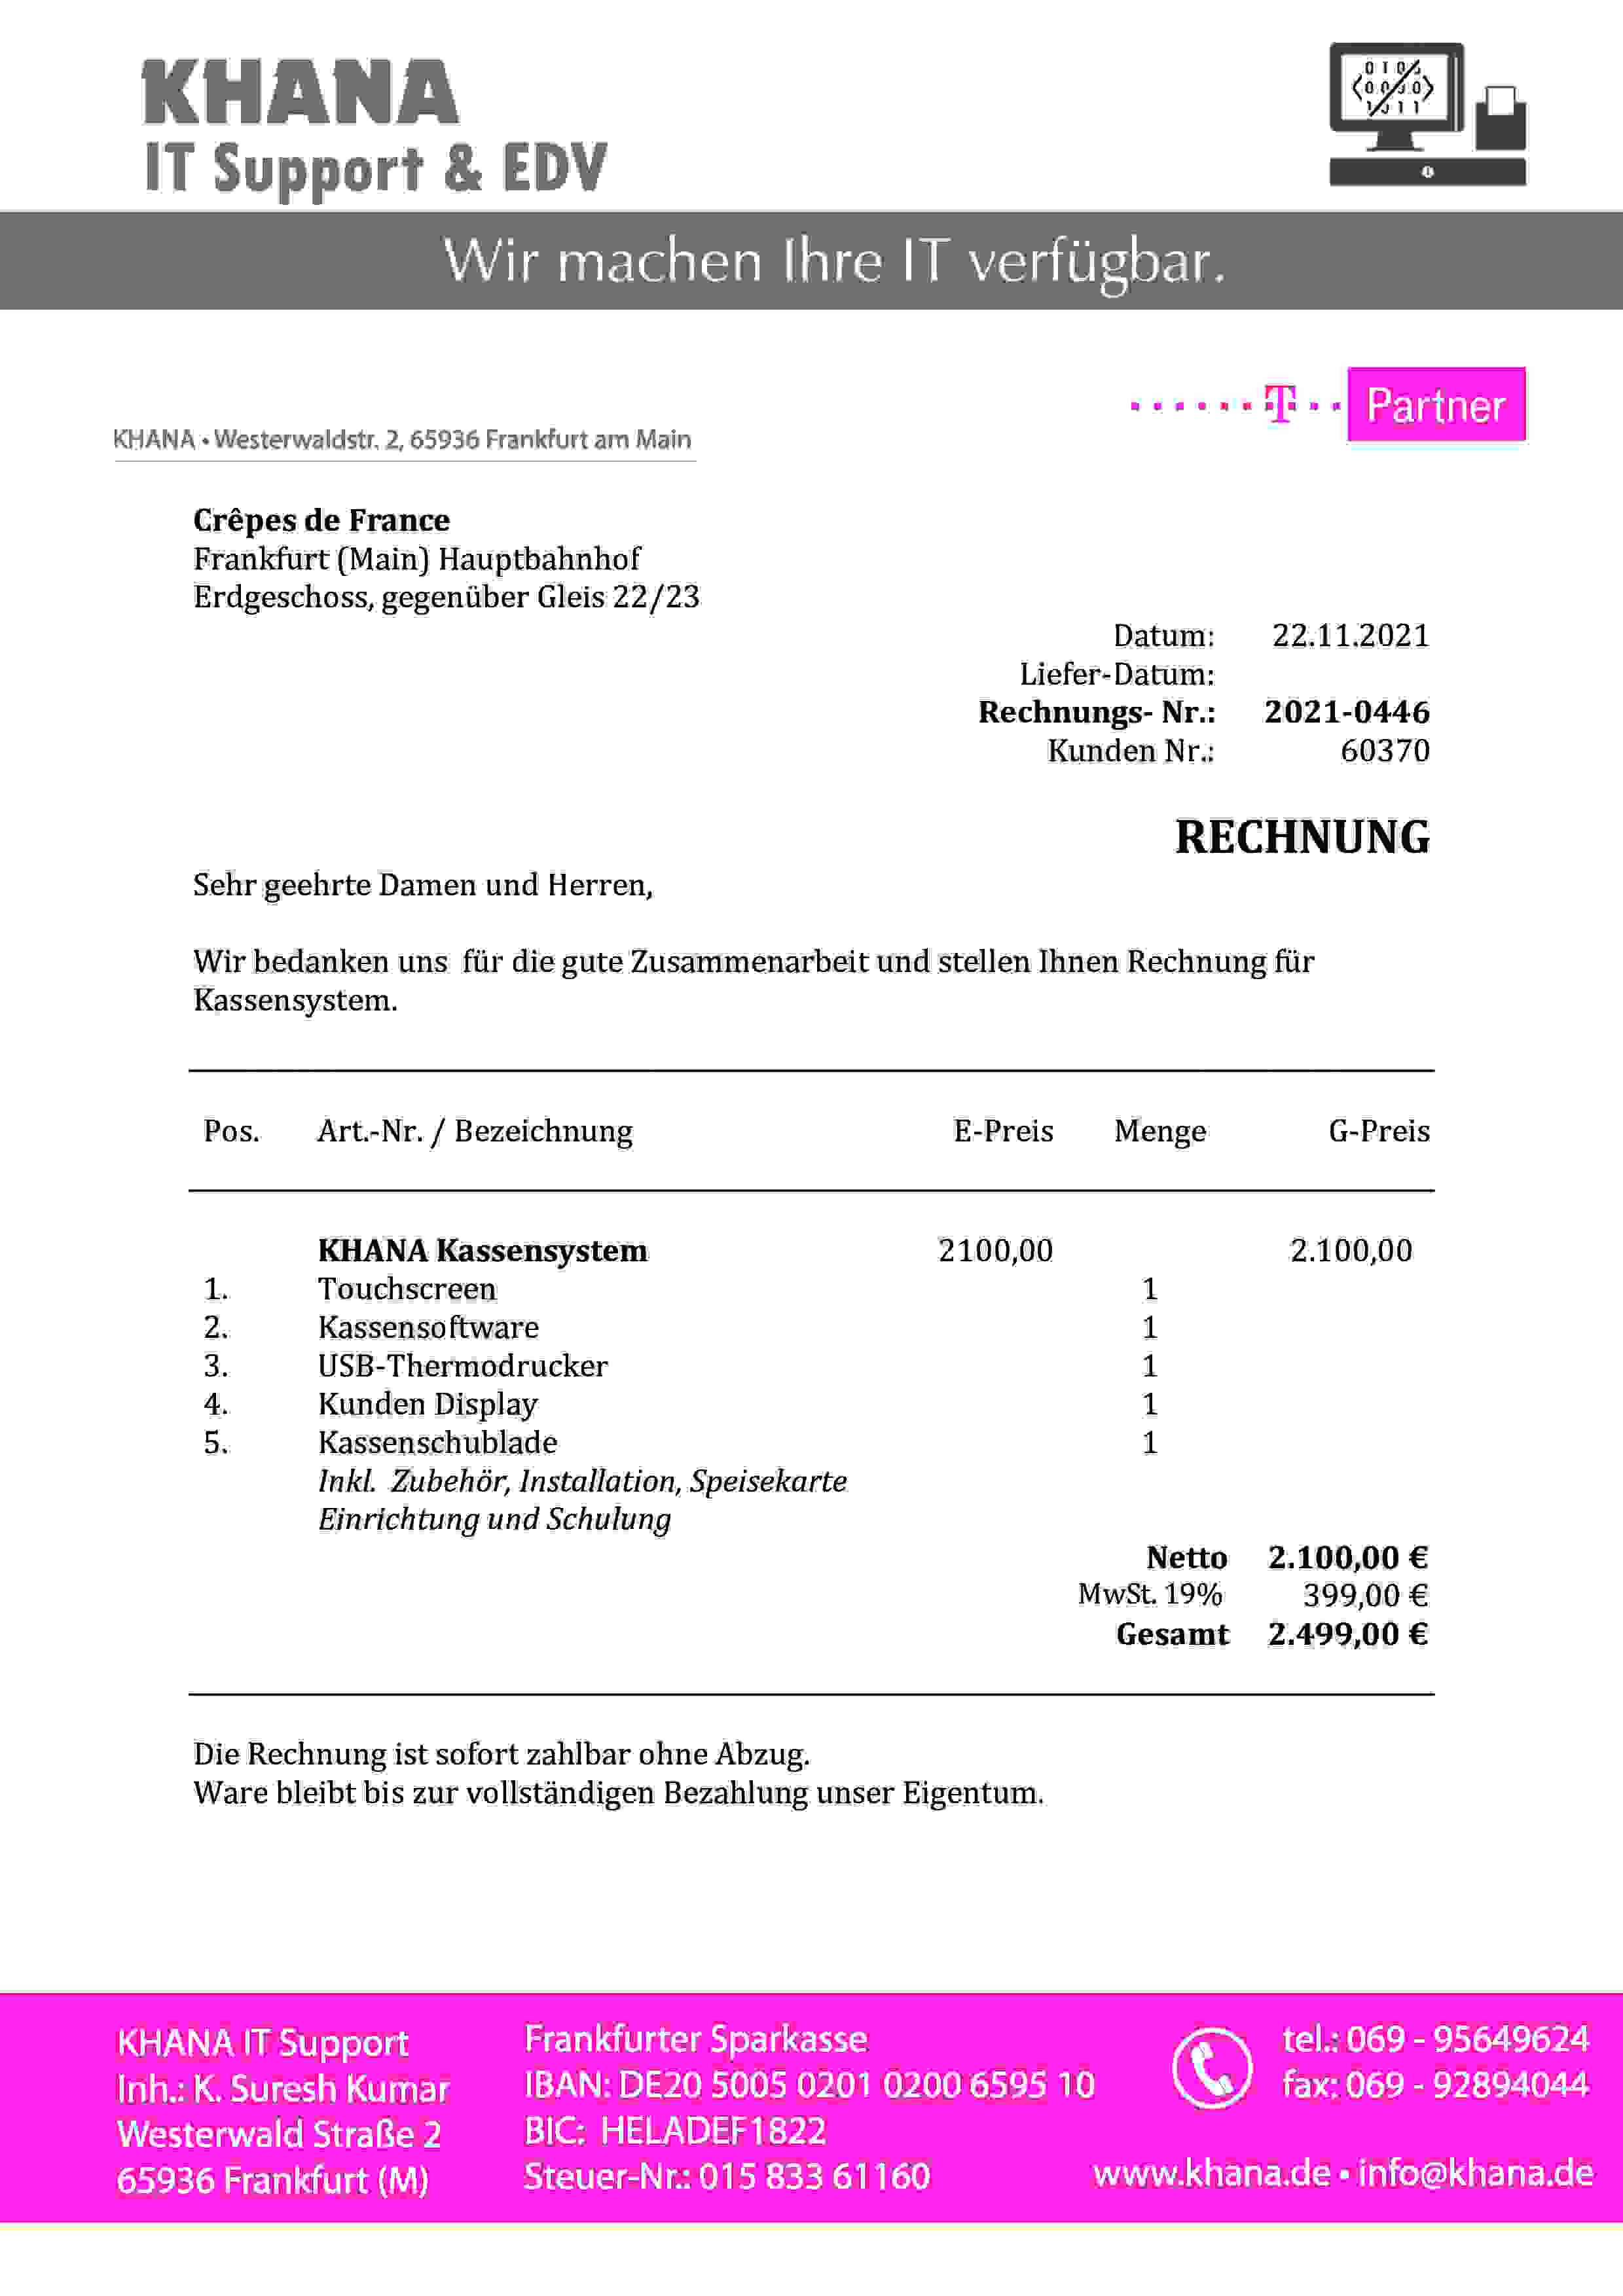 KHANA
IT Support & EDV
Wir machen Ihre IT verfügbar.
T Partner
KHANA • Westerwaldstr. 2, 65936 Frankfurt am Main
Crêpes de France
Frankfurt (Main) Hauptbahnhof
Erdgeschoss, gegenüber Gleis 22/23
Datum: 22.11.2021
Liefer-Datum:
Rechnungs- Nr.: 2021-0446
Kunden Nr.: 60370
RECHNUNG
Sehr geehrte Damen und Herren,
Wir bedanken uns für die gute Zusammenarbeit und stellen Ihnen Rechnung für
Kassensystem.
Pos. Art.-Nr. / Bezeichnung E-Preis Menge G-Preis
KHANA Kassensystem 2100,00 2.100,00
1. Touchscreen 1
2. Kassensoftware 1
3. USB-Thermodrucker 1
4. Kunden Display 1
5. Kassenschublade 1
Inkl. Zubehör, Installation, Speisekarte
Einrichtung und Schulung
Netto 2.100,00 €
MwSt. 19% 399,00 €
Gesamt 2.499,00 €
Die Rechnung ist sofort zahlbar ohne Abzug.
Ware bleibt bis zur vollständigen Bezahlung unser Eigentum.
KHANA IT Support
Inh.: K. Suresh Kumar
Westerwald Straße 2
65936 Frankfurt (M)
Frankfurter Sparkasse
IBAN: DE20 5005 0201 0200 6595 10
BIC: HELADEF1822
Steuer-Nr.: 015 833 61160
tel.: 069 - 95649624
fax: 069 - 92894044
www.khana.de • info@khana.de